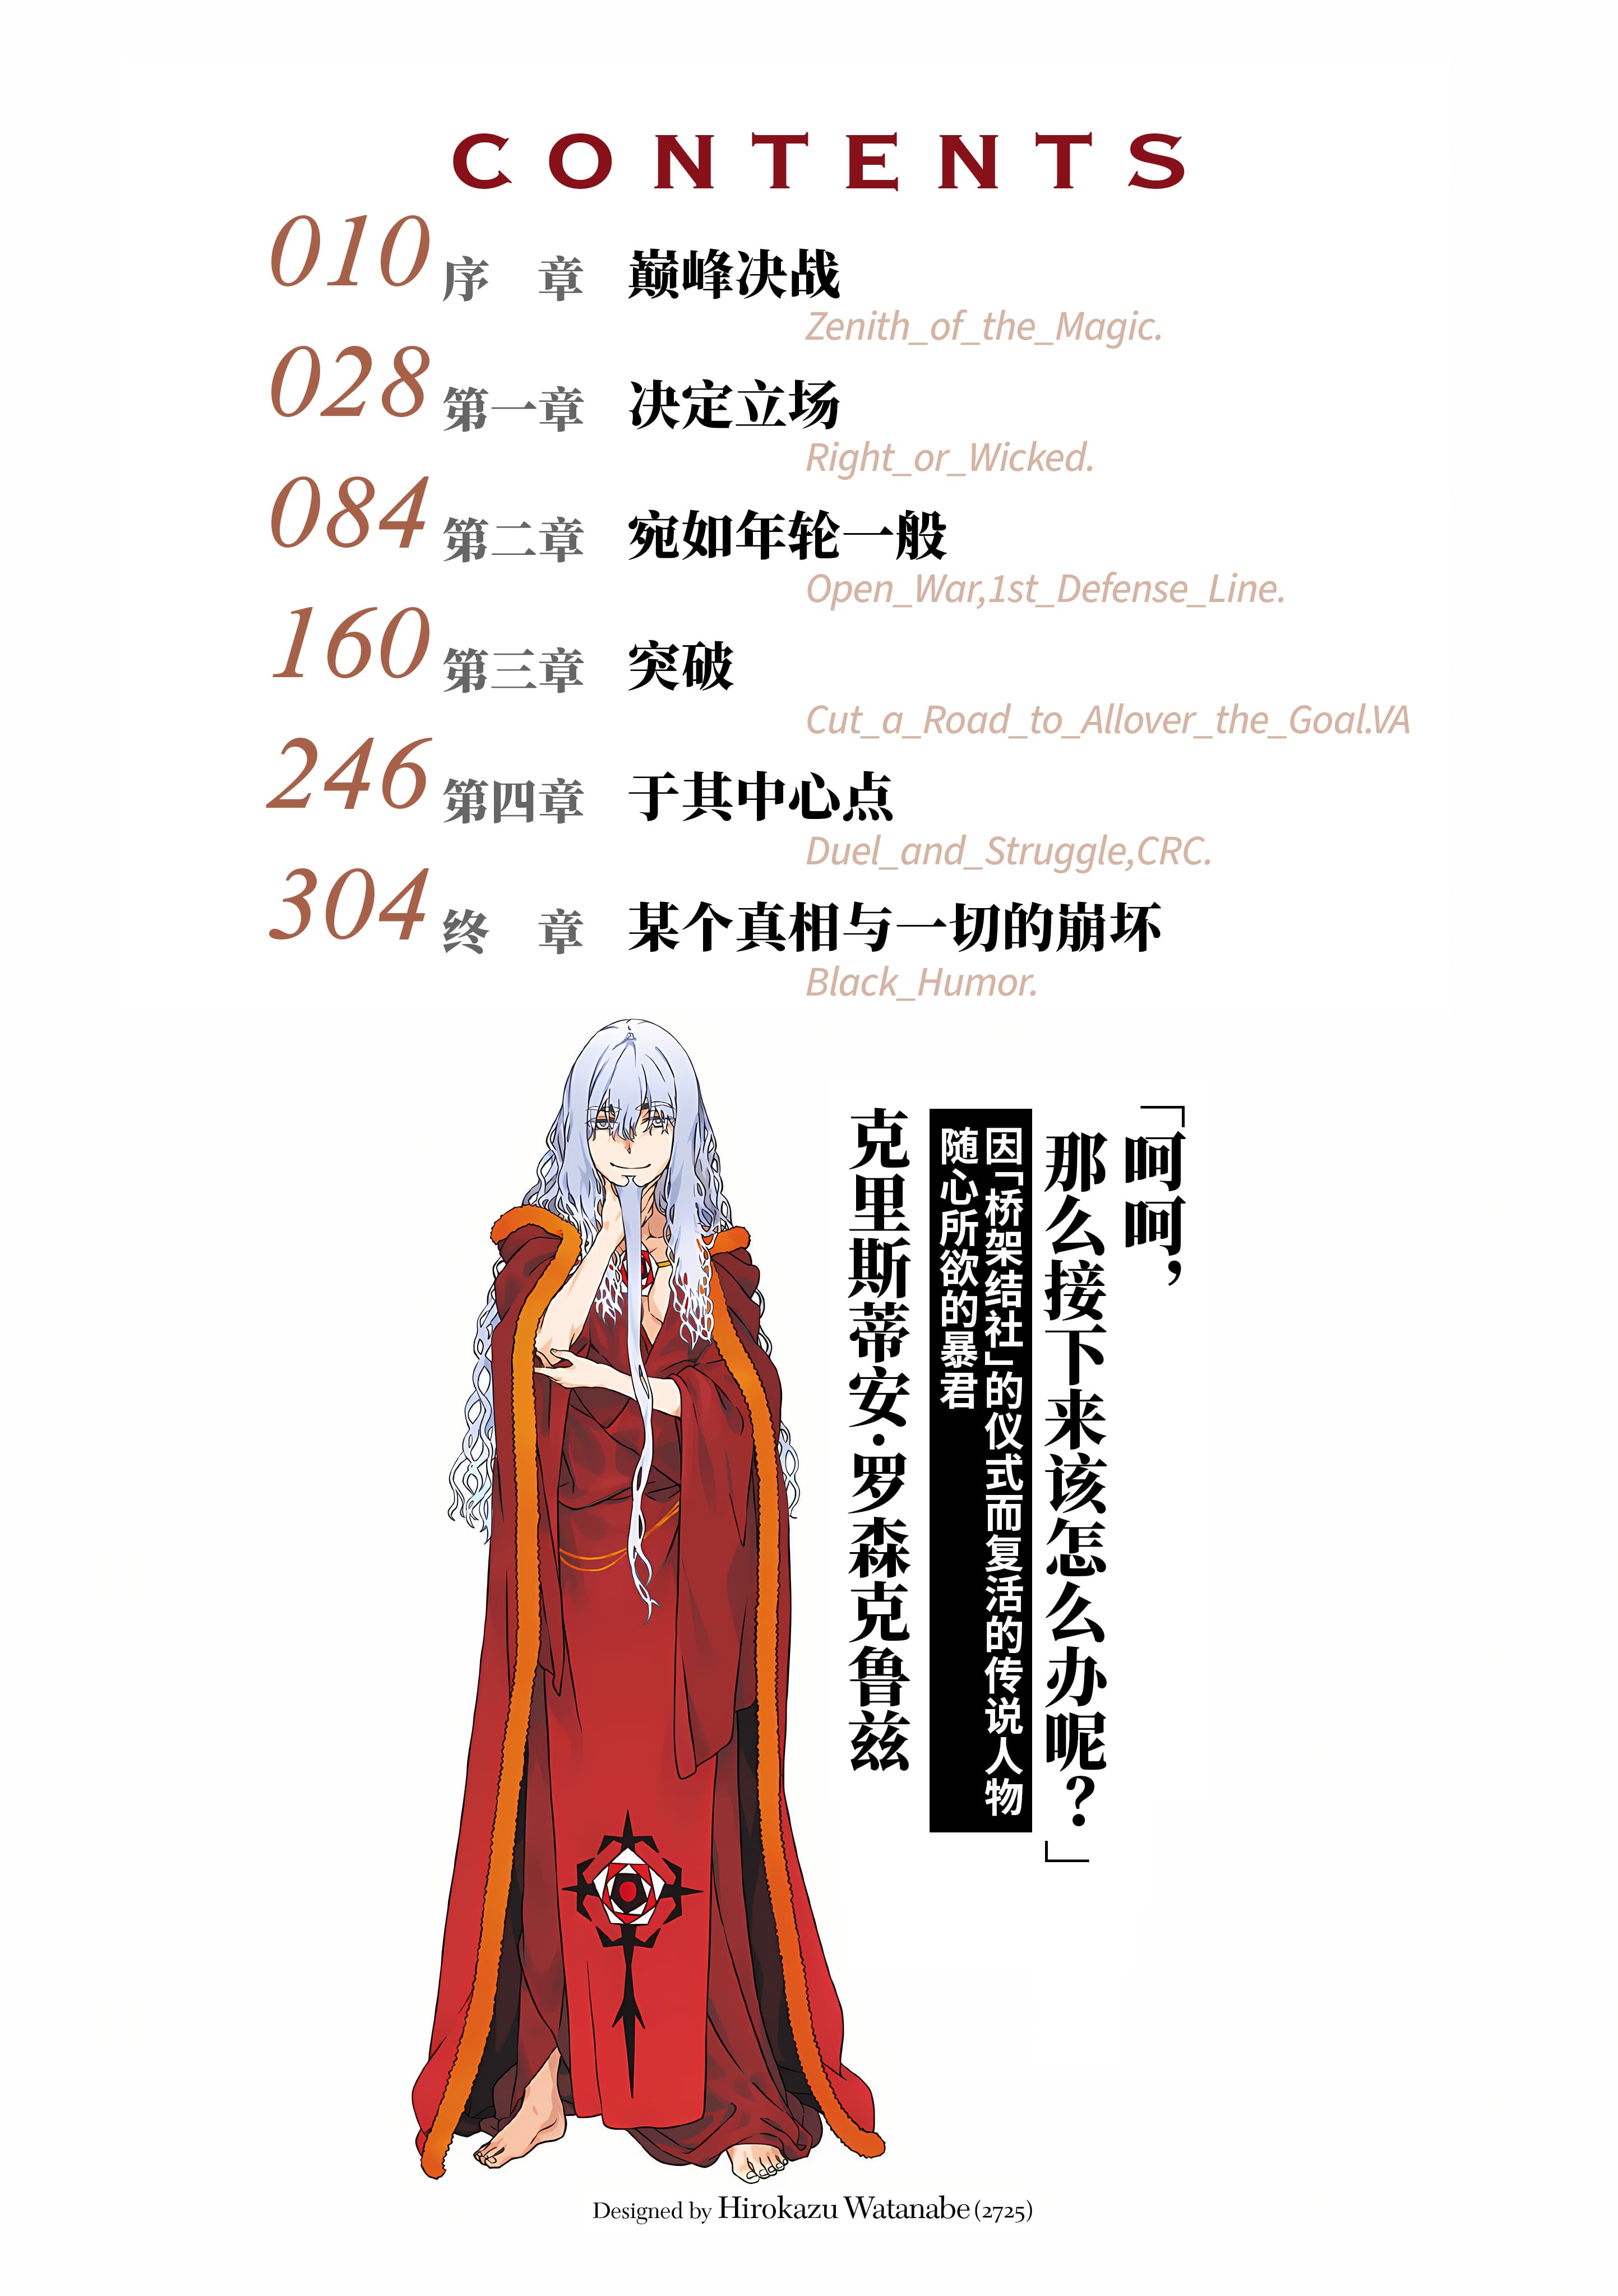 CONTENTS
010 序　章 巅峰决战
Zenith_of_the_Magic.
028 第一章 决定立场
Right_or_Wicked.
084 第二章 宛如年轮一般
Open_War,1st_Defense_Line.
160 第三章 突破
Cut_a_Road_to_Allover_the_Goal.VA
246 第四章 于其中心点
Duel_and_Struggle,CRC.
304 终　章 某个真相与一切的崩坏
Black_Humor.
「呵呵，
那么接下来该怎么办呢？」
因「桥架结社」的仪式而复活的传说人物
随心所欲的暴君
克里斯蒂安·罗森克鲁兹
Designed by Hirokazu Watanabe (2725)